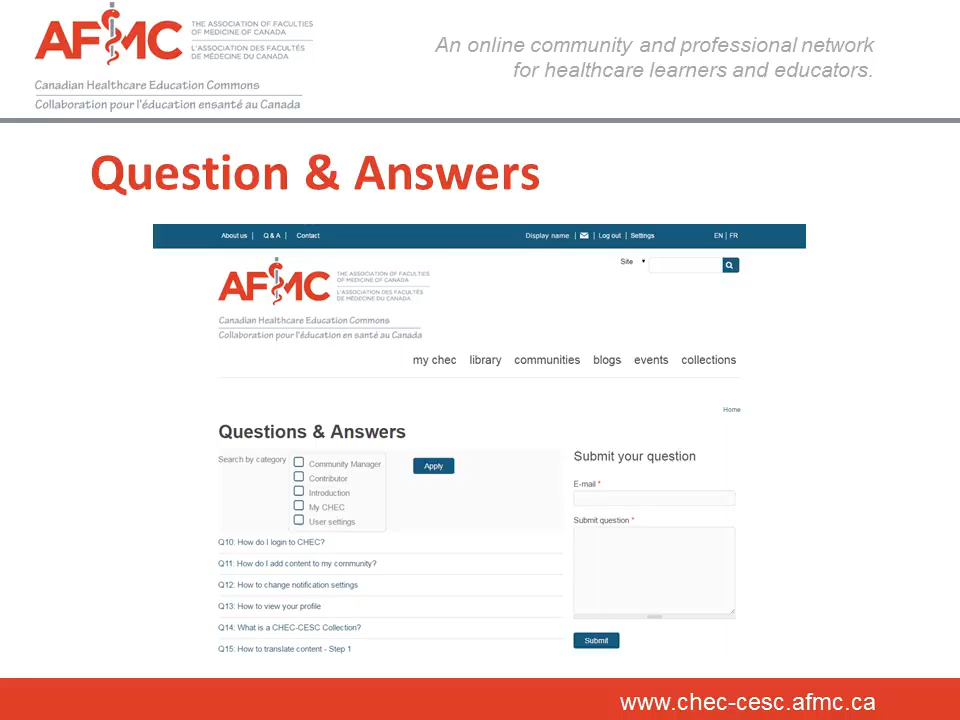 AFMC
THE ASSOCIATION OF FACULTIES
OF MEDICINE OF CANADA
L'ASSOCIATION DES FACULTÉS
DE MÉDECINE DU CANADA
Canadian Healthcare Education Commons
Collaboration pour l'éducation ensanté au Canada
An online community and professional network
for healthcare learners and educators.
Question & Answers
About us | Q & A | Contact
Display name | | Log out | Settings
EN | FR
Site
AFMC
THE ASSOCIATION OF FACULTIES
OF MEDICINE OF CANADA
L'ASSOCIATION DES FACULTÉS
DE MÉDECINE DU CANADA
Canadian Healthcare Education Commons
Collaboration pour l'éducation en santé au Canada
my chec library communities blogs events collections
Home
Questions & Answers
Search by category
Community Manager
Contributor
Introduction
My CHEC
User settings
Apply
Q10: How do I login to CHEC?
Q11: How do I add content to my community?
Q12: How to change notification settings
Q13: How to view your profile
Q14: What is a CHEC-CESC Collection?
Q15: How to translate content - Step 1
Submit your question
E-mail *
Submit question *
Submit
www.chec-cesc.afmc.ca